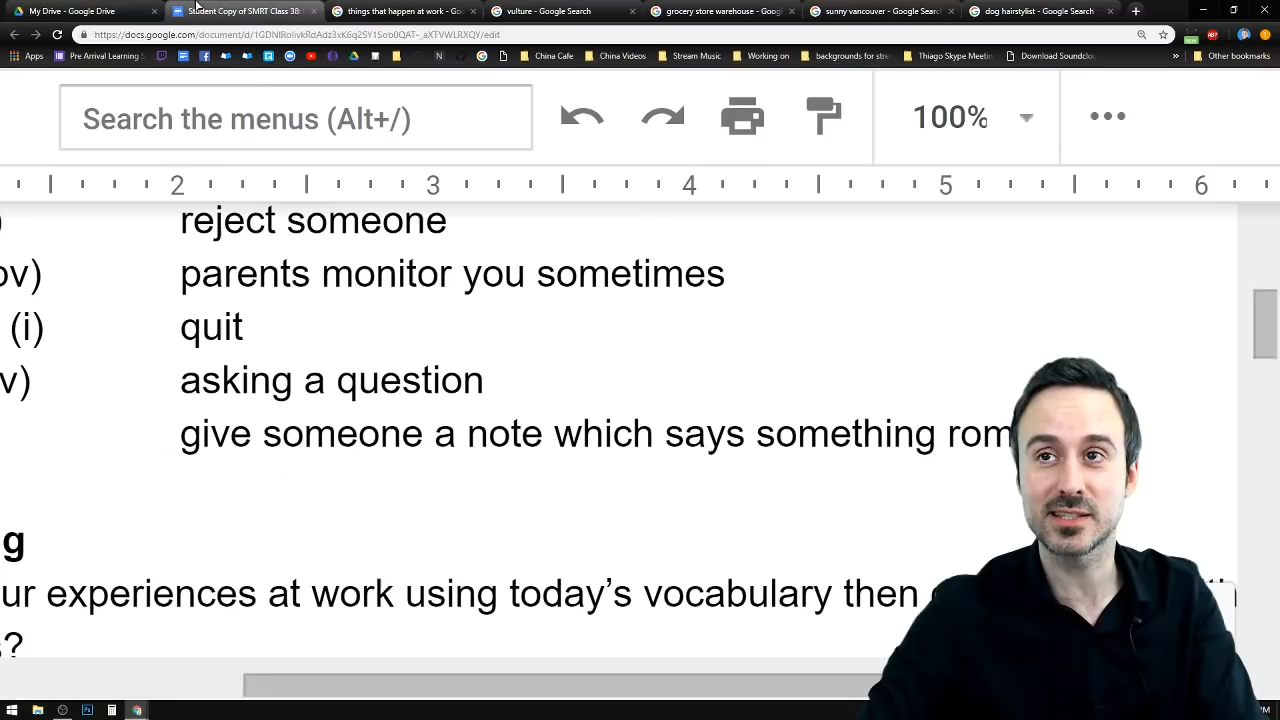 My Drive - Google Drive
Student Copy of SMRT Class 38:
things that happen at work - Goo
vulture - Google Search
grocery store warehouse - Google
sunny vancouver - Google Search
dog hairstylist - Google Search
Apps
Pre Arrival Learning S
China Cafe
China Videos
Stream Music
Working on
backgrounds for stre
Thiago Skype Meetin
Download Soundclou
Other bookmarks
Search the menus (Alt+/)
100%
2 3 4 5 6
) reject someone
ov) parents monitor you sometimes
(i) quit
v) asking a question
give someone a note which says something rom
g
ur experiences at work using today's vocabulary then
s?